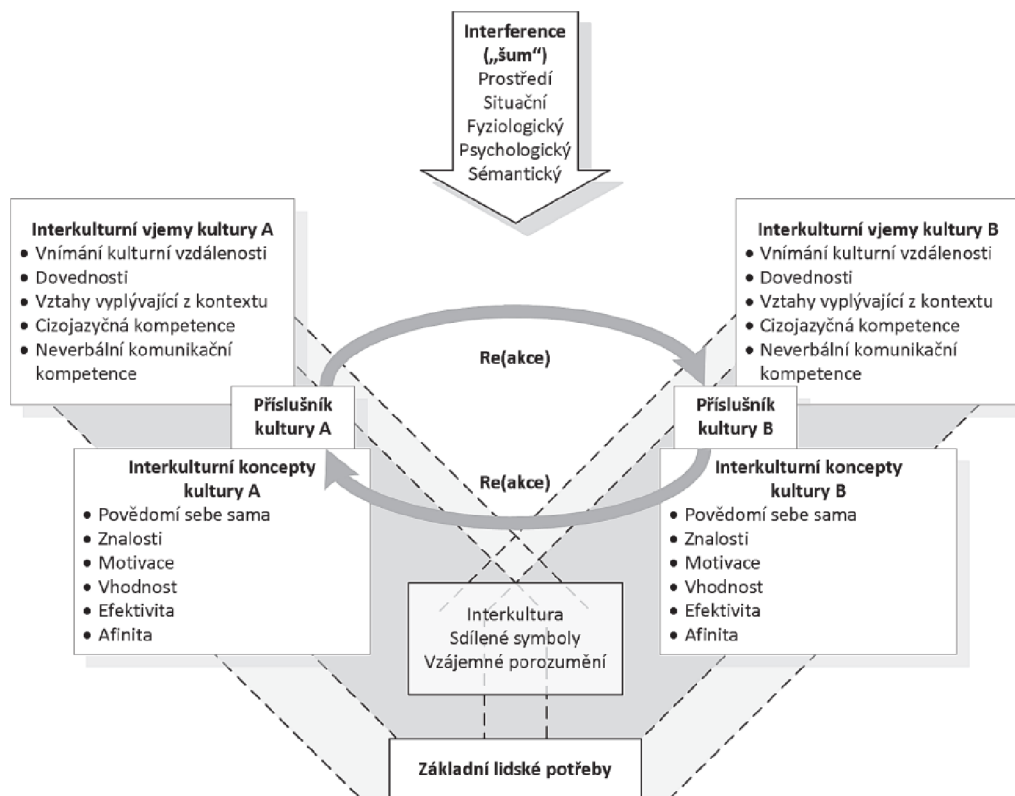 Interference
(„šum“)
Prostředí
Situační
Fyziologický
Psychologický
Sémantický
Interkulturní vjemy kultury A
• Vnímání kulturní vzdálenosti
• Dovednosti
• Vztahy vyplývající z kontextu
• Cizojazyčná kompetence
• Neverbální komunikační
kompetence
Interkulturní vjemy kultury B
• Vnímání kulturní vzdálenosti
• Dovednosti
• Vztahy vyplývající z kontextu
• Cizojazyčná kompetence
• Neverbální komunikační
kompetence
Re(akce)
Příslušník
kultury A
Příslušník
kultury B
Re(akce)
Interkulturní koncepty
kultury A
• Povědomí sebe sama
• Znalosti
• Motivace
• Vhodnost
• Efektivita
• Afinita
Interkulturní koncepty
kultury B
• Povědomí sebe sama
• Znalosti
• Motivace
• Vhodnost
• Efektivita
• Afinita
Interkultura
Sdílené symboly
Vzájemné porozumění
Základní lidské potřeby